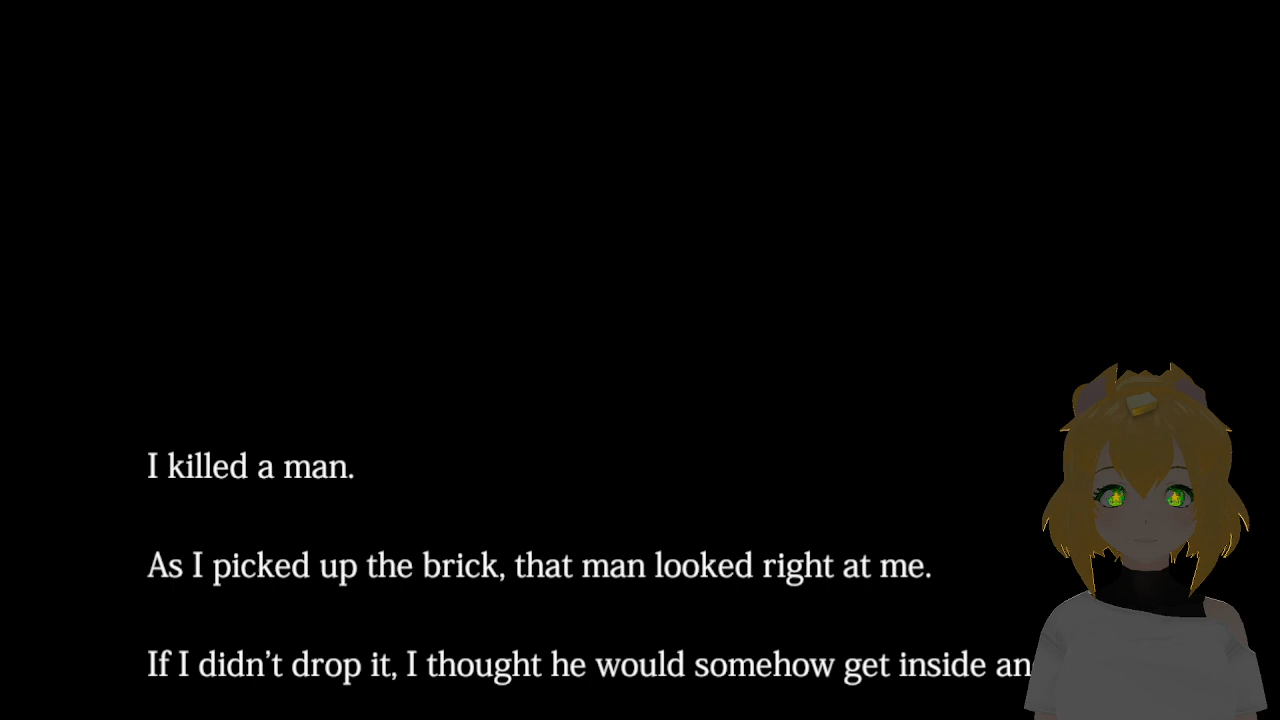 I killed a man.
As I picked up the brick, that man looked right at me.
If I didn’t drop it, I thought he would somehow get inside